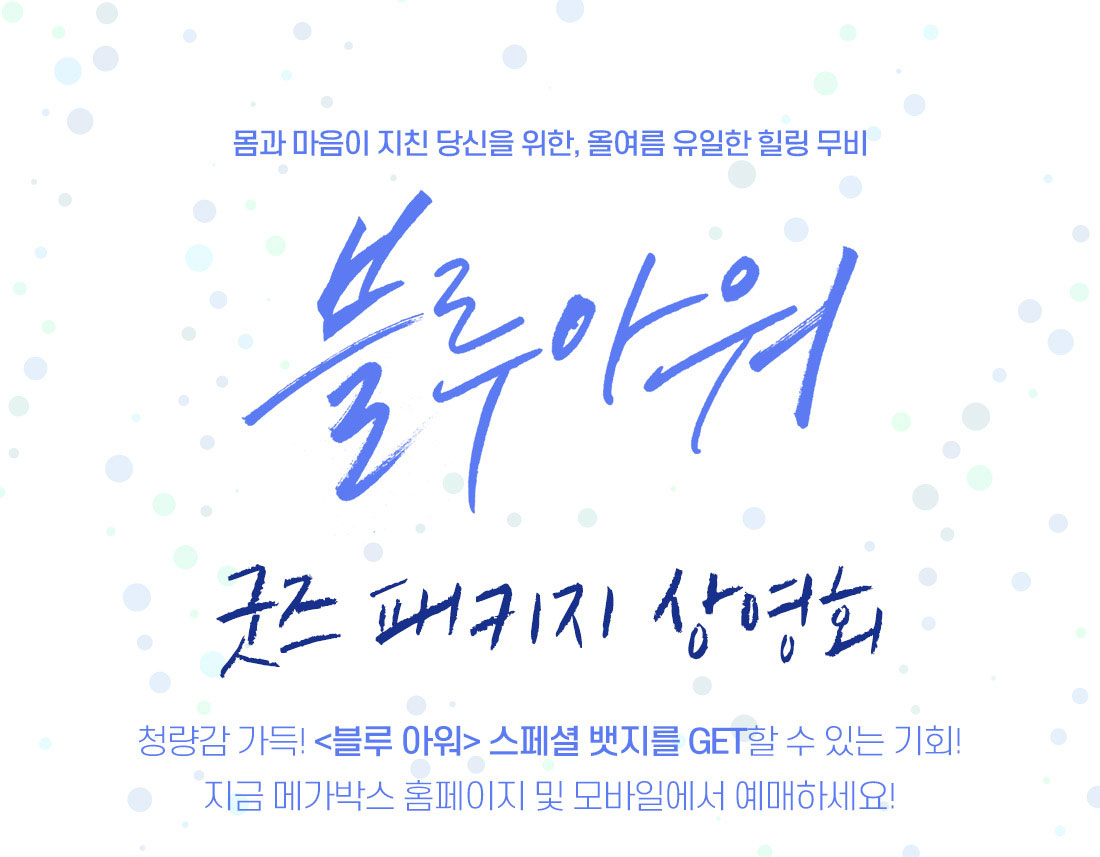 몸과 마음이 지친 당신을 위한, 올여름 유일한 힐링 무비
블루아워
굿즈 패키지 상영회
청량감 가득! <블루 아워> 스페셜 뱃지를 GET할 수 있는 기회!
지금 메가박스 홈페이지 및 모바일에서 예매하세요!